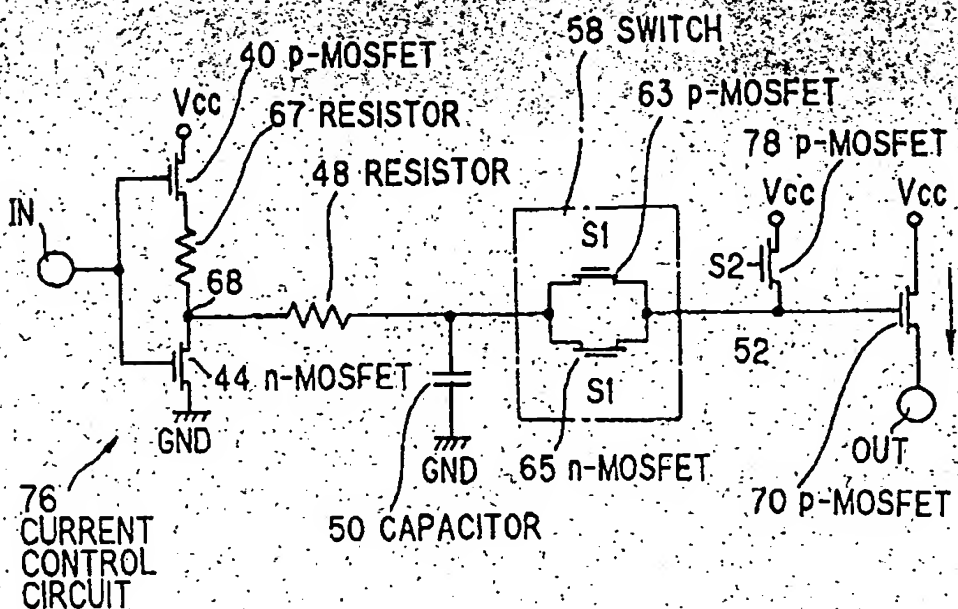 58 SWITCH
40 p-MOSFET
63 p-MOSFET
Vcc
67 RESISTOR
78 p-MOSFET
48 RESISTOR
Vcc
Vcc
IN
S1
S2
68
52
44 n-MOSFET
S1
GND
GND
65 n-MOSFET
OUT
76
CURRENT
CONTROL
CIRCUIT
50 CAPACITOR
70 p-MOSFET